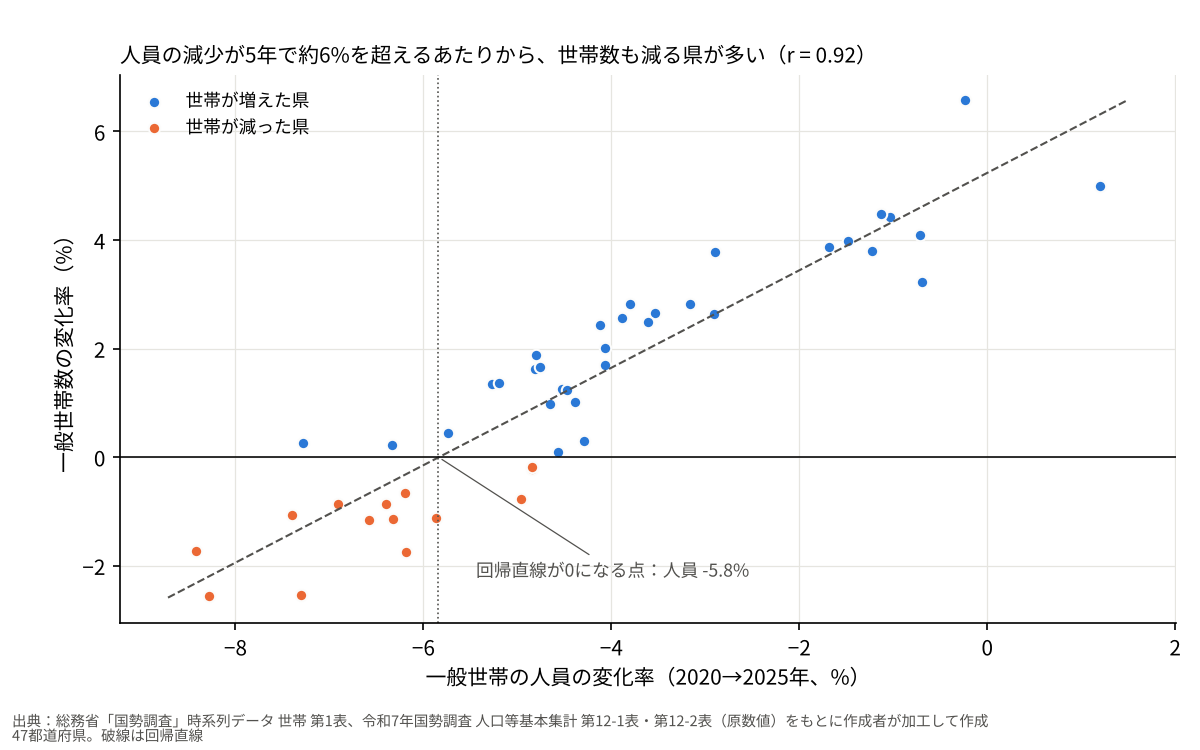 人員の減少が5年で約6%を超えるあたりから、世帯数も減る県が多い（r = 0.92）
世帯が増えた県
世帯が減った県
一般世帯数の変化率（%）
6
4
2
0
−2
回帰直線が0になる点：人員 -5.8%
−8
−6
−4
−2
0
2
一般世帯の人員の変化率（2020→2025年、%）
出典：総務省「国勢調査」時系列データ 世帯 第1表、令和7年国勢調査 人口等基本集計 第12-1表・第12-2表（原数値）をもとに作成者が加工して作成
47都道府県。破線は回帰直線